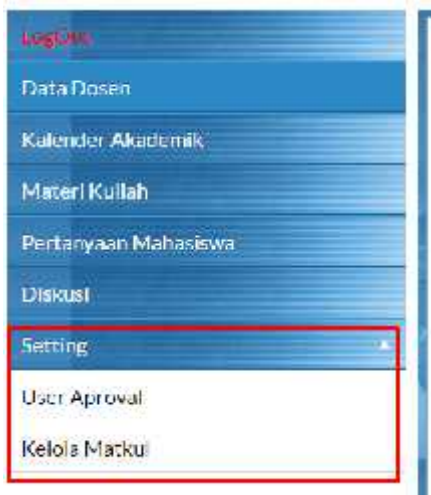 LogOut
Data Dosen
Kalender Akademik
Materi Kuliah
Pertanyaan Mahasiswa
Diskusi
Setting
User Aproval
Kelola Matkul